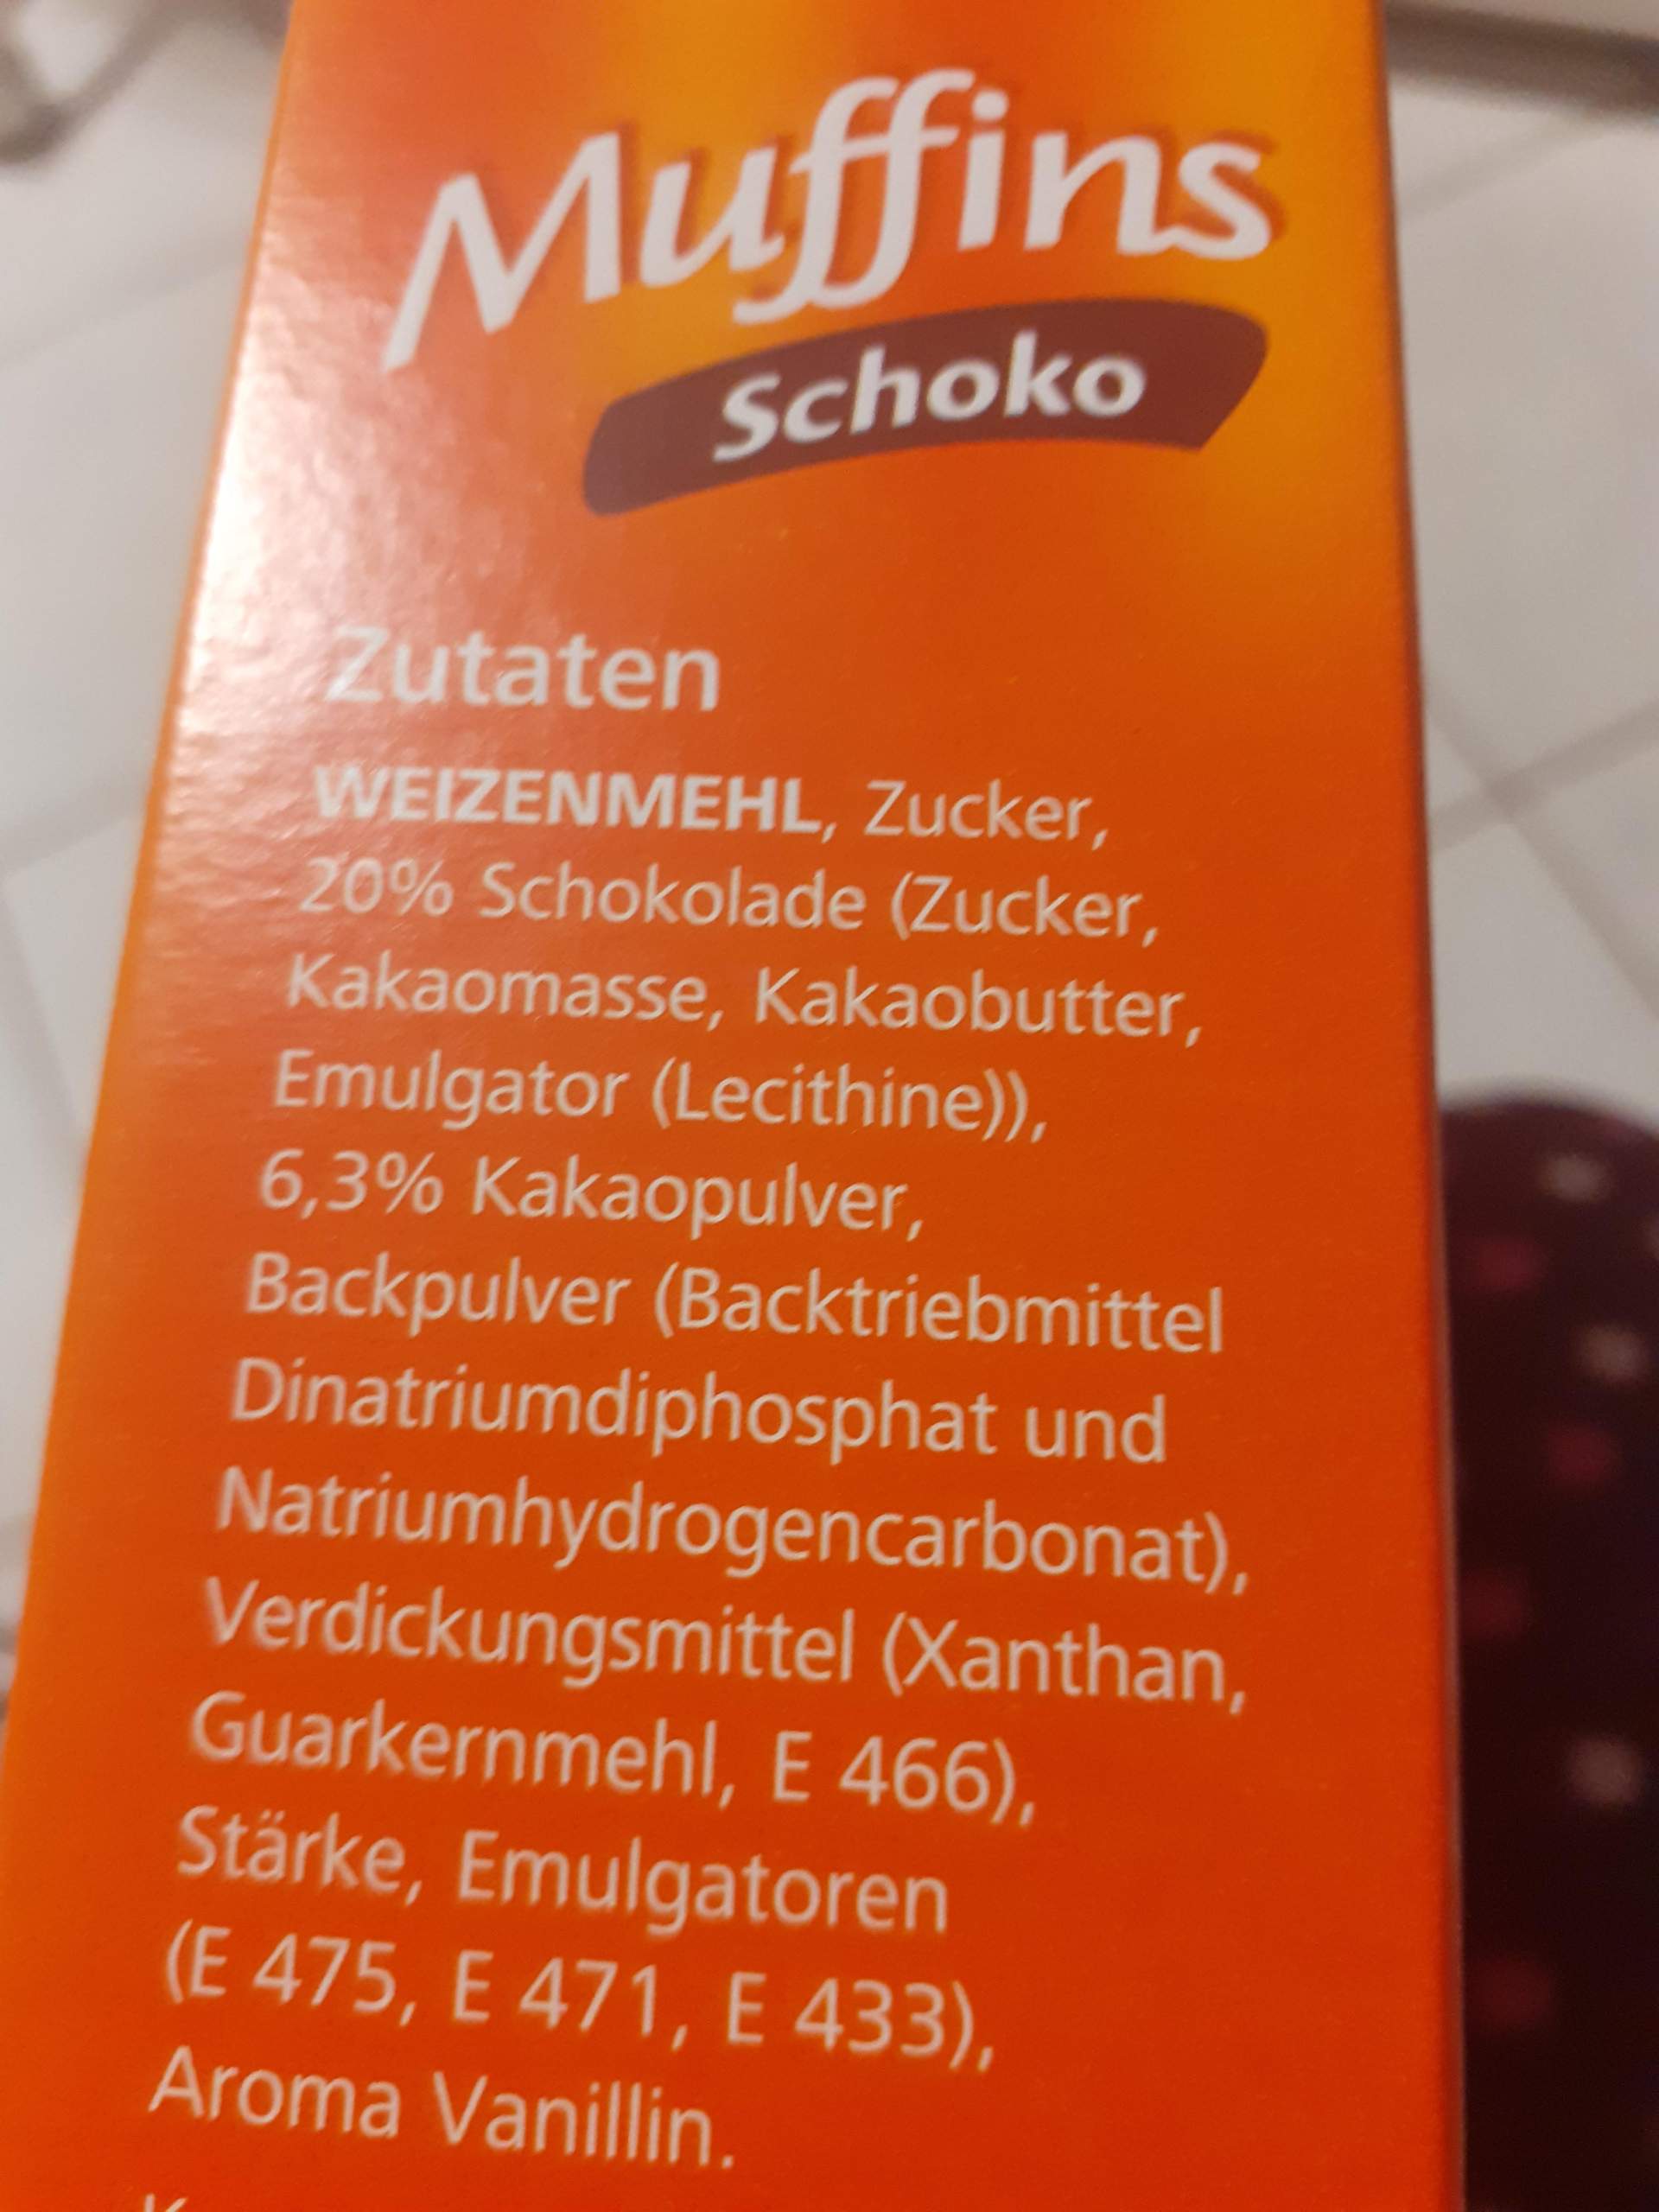 Muffins
Schoko
Zutaten
WEIZENMEHL, Zucker,
20% Schokolade (Zucker,
Kakaomasse, Kakaobutter,
Emulgator (Lecithine)),
6,3% Kakaopulver,
Backpulver (Backtriebmittel
Dinatriumdiphosphat und
Natriumhydrogencarbonat),
Verdickungsmittel (Xanthan,
Guarkernmehl, E 466),
Stärke, Emulgatoren
(E 475, E 471, E 433),
Aroma Vanillin.